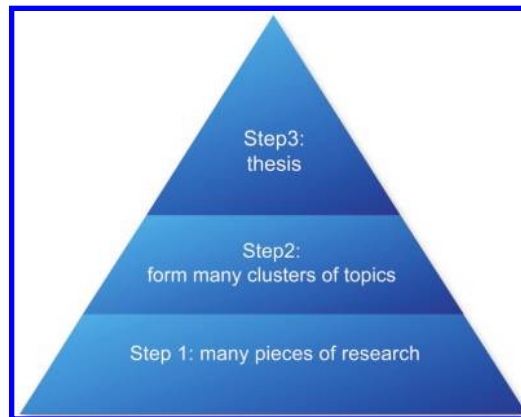 Step3:
thesis
Step2:
form many clusters of topics
Step 1: many pieces of research